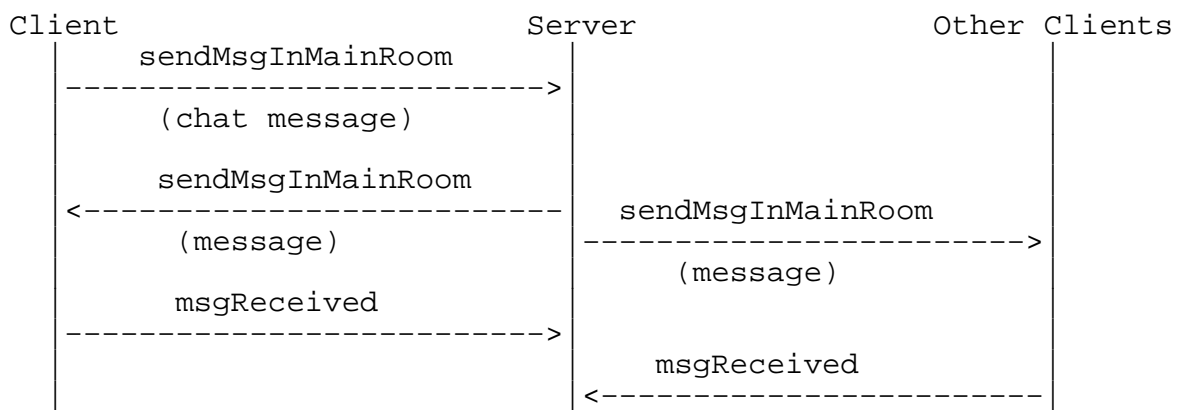 Client Server Other Clients
sendMsgInMainRoom
(chat message)
sendMsgInMainRoom
sendMsgInMainRoom
(message)
(message)
msgReceived
msgReceived